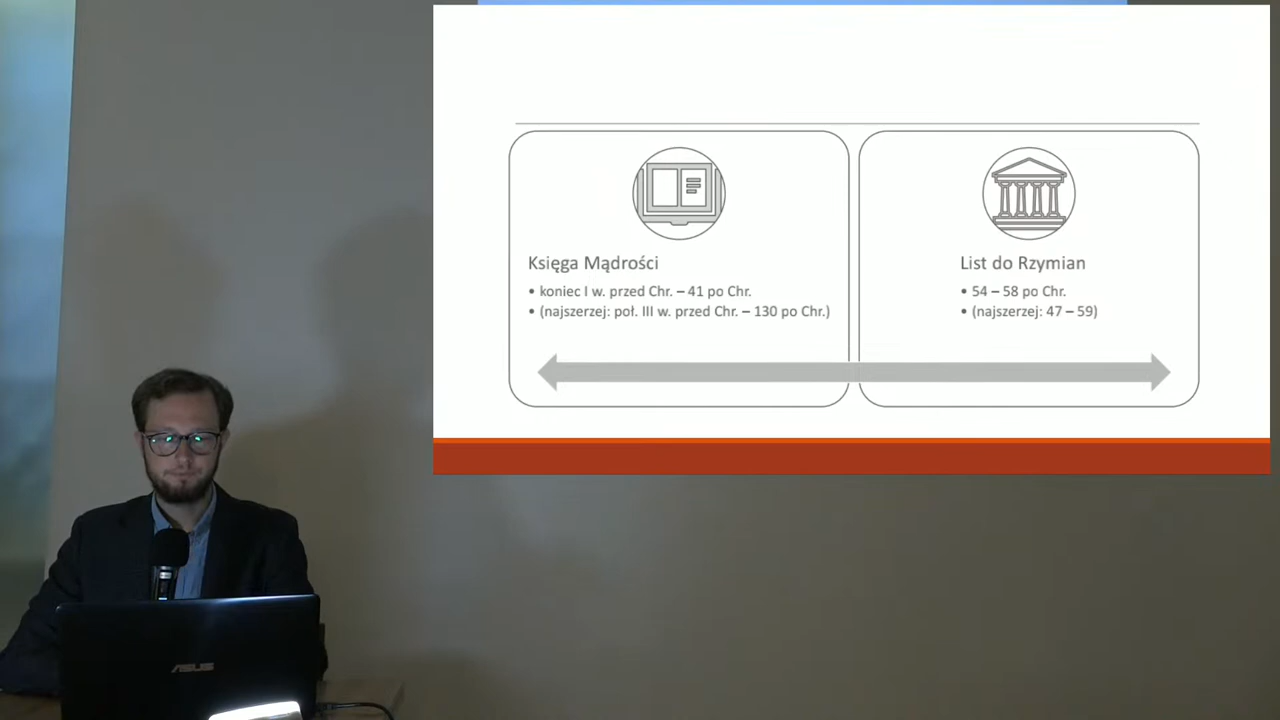 Księga Mądrości
• koniec I w. przed Chr. – 41 po Chr.
• (najszerzej: poł. III w. przed Chr. – 130 po Chr.)
List do Rzymian
• 54 – 58 po Chr.
• (najszerzej: 47 – 59)
ASUS